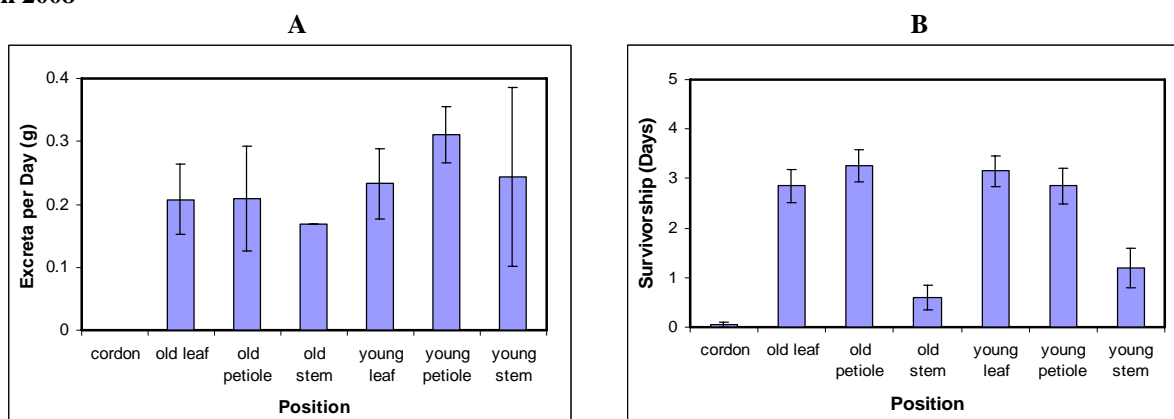 A
Excreta per Day (g)
0.4
0.3
0.2
0.1
0
cordon
old leaf
old
petiole
old
stem
young
leaf
young
petiole
young
stem
Position
B
Survivorship (Days)
5
4
3
2
1
0
cordon
old leaf
old
petiole
old
stem
young
leaf
young
petiole
young
stem
Position